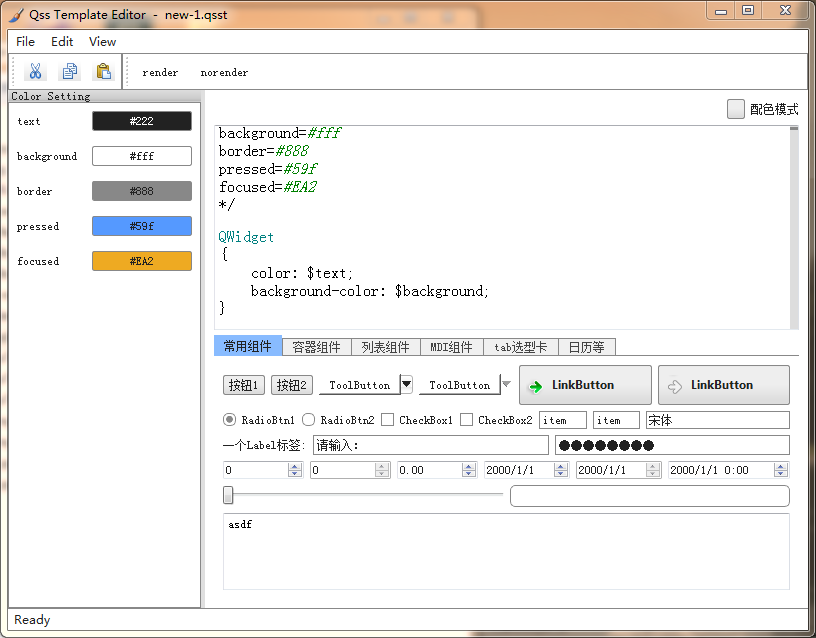 Qss Template Editor - new-1.qsst
File Edit View
render norender
Color Setting
text #222
background #fff
border #888
pressed #59f
focused #EA2
配色模式
background=#fff
border=#888
pressed=#59f
focused=#EA2
*/
QWidget
{
color: $text;
background-color: $background;
}
常用组件 容器组件 列表组件 MDI组件 tab选型卡 日历等
按钮1 按钮2 ToolButton ToolButton LinkButton LinkButton
RadioBtn1 RadioBtn2 CheckBox1 CheckBox2 item item 宋体
一个Label标签: 请输入: ●●●●●●●●
0 0 0.00 2000/1/1 2000/1/1 2000/1/1 0:00
asdf
Ready